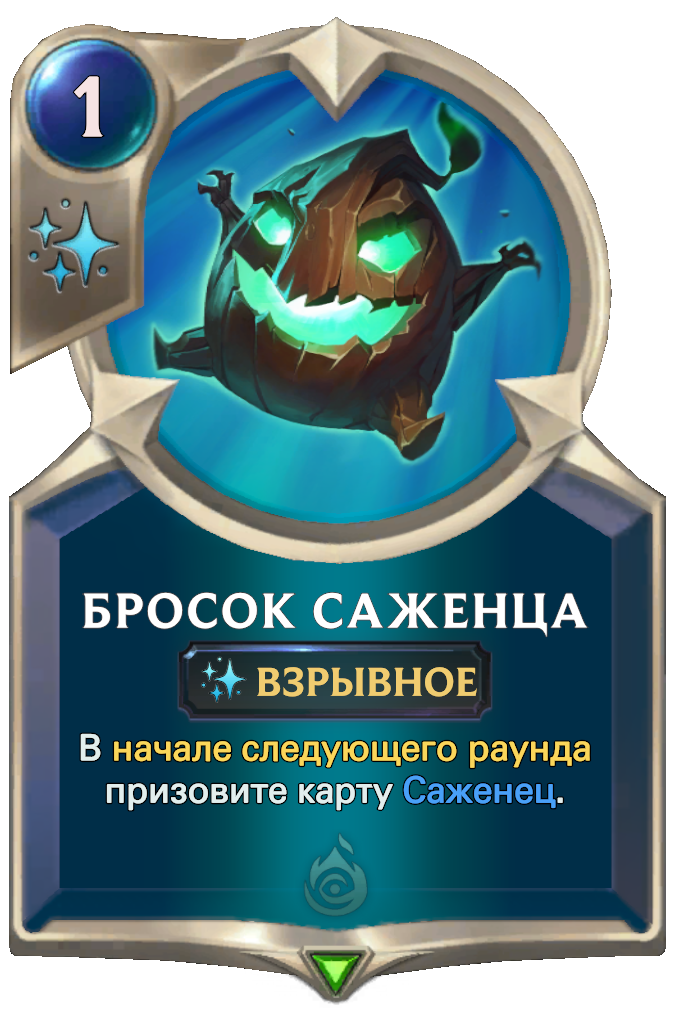 1
БРОСОК САЖЕНЦА
ВЗРЫВНОЕ
В начале следующего раунда
призовите карту Саженец.